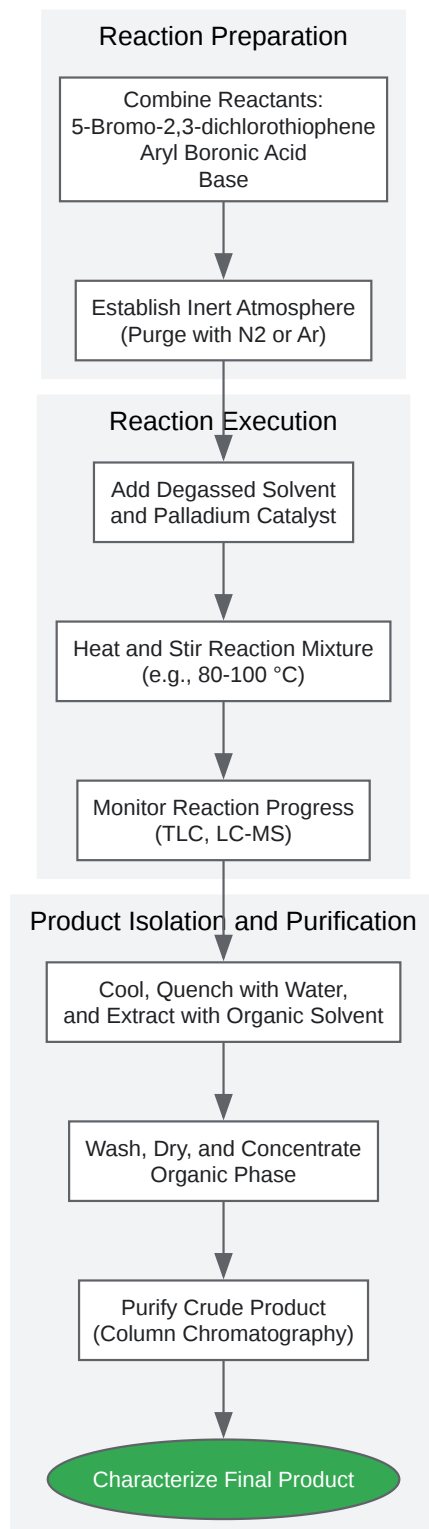 Reaction Preparation
Combine Reactants:
5-Bromo-2,3-dichlorothiophene
Aryl Boronic Acid
Base
Establish Inert Atmosphere
(Purge with N2 or Ar)
Reaction Execution
Add Degassed Solvent
and Palladium Catalyst
Heat and Stir Reaction Mixture
(e.g., 80-100 °C)
Monitor Reaction Progress
(TLC, LC-MS)
Product Isolation and Purification
Cool, Quench with Water,
and Extract with Organic Solvent
Wash, Dry, and Concentrate
Organic Phase
Purify Crude Product
(Column Chromatography)
Characterize Final Product